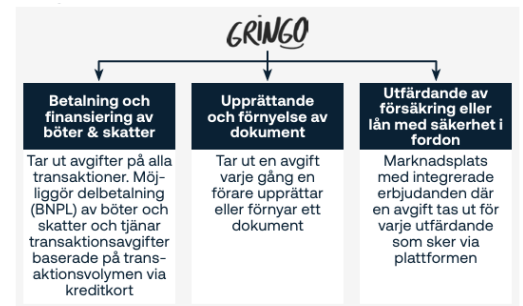 GRINGO
Betalning och
finansiering av
böter & skatter
Tar ut avgifter på alla
transaktioner. Möj-
liggör delbetalning
(BNPL) av böter och
skatter och tjänar
transaktionsavgifter
baserade på trans-
aktionsvolymen via
kreditkort
Upprättande
och förnyelse av
dokument
Tar ut en avgift
varje gång en
förare upprättar
eller förnyar ett
dokument
Utfärdande av
försäkring eller
lån med säkerhet i
fordon
Marknadsplats
med integrerade
erbjudanden där
en avgift tas ut för
varje utfärdande
som sker via
plattformen